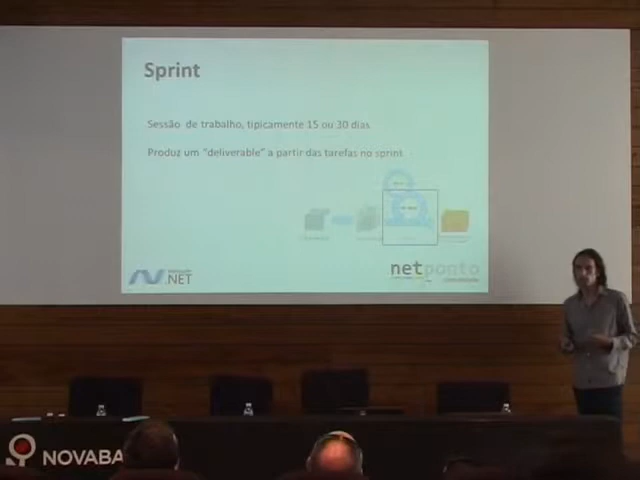 Sprint
Sessão de trabalho, tipicamente 15 ou 30 dias
Produz um "deliverable" a partir das tarefas no sprint
.NET
netponto
NOVABA